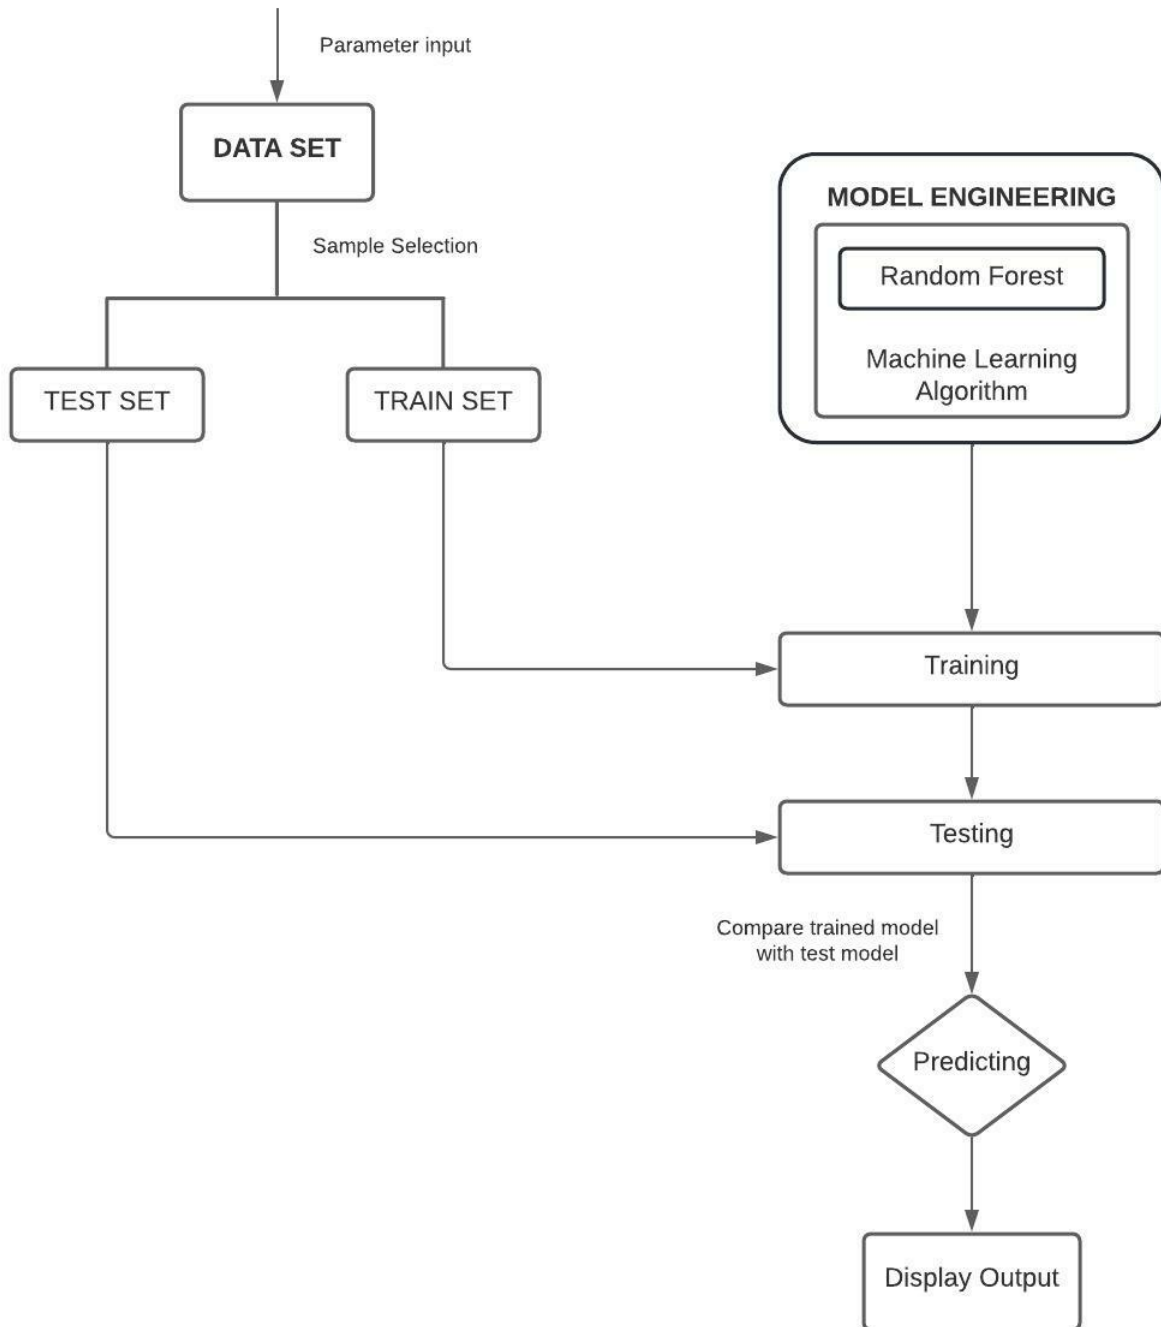 Parameter input
DATA SET
MODEL ENGINEERING
Sample Selection
Random Forest
Machine Learning
Algorithm
TEST SET
TRAIN SET
Training
Testing
Compare trained model
with test model
Predicting
Display Output